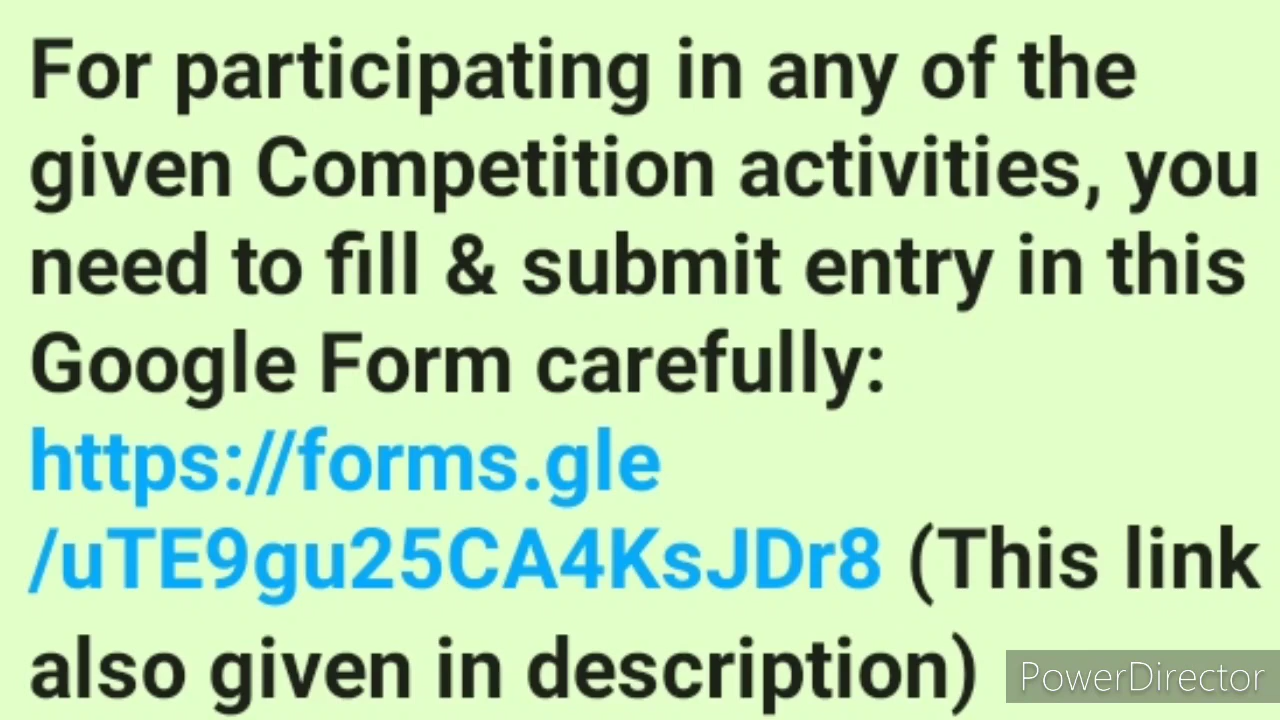 For participating in any of the
given Competition activities, you
need to fill & submit entry in this
Google Form carefully:
https://forms.gle
/uTE9gu25CA4KsJDr8 (This link
also given in description)
PowerDirector